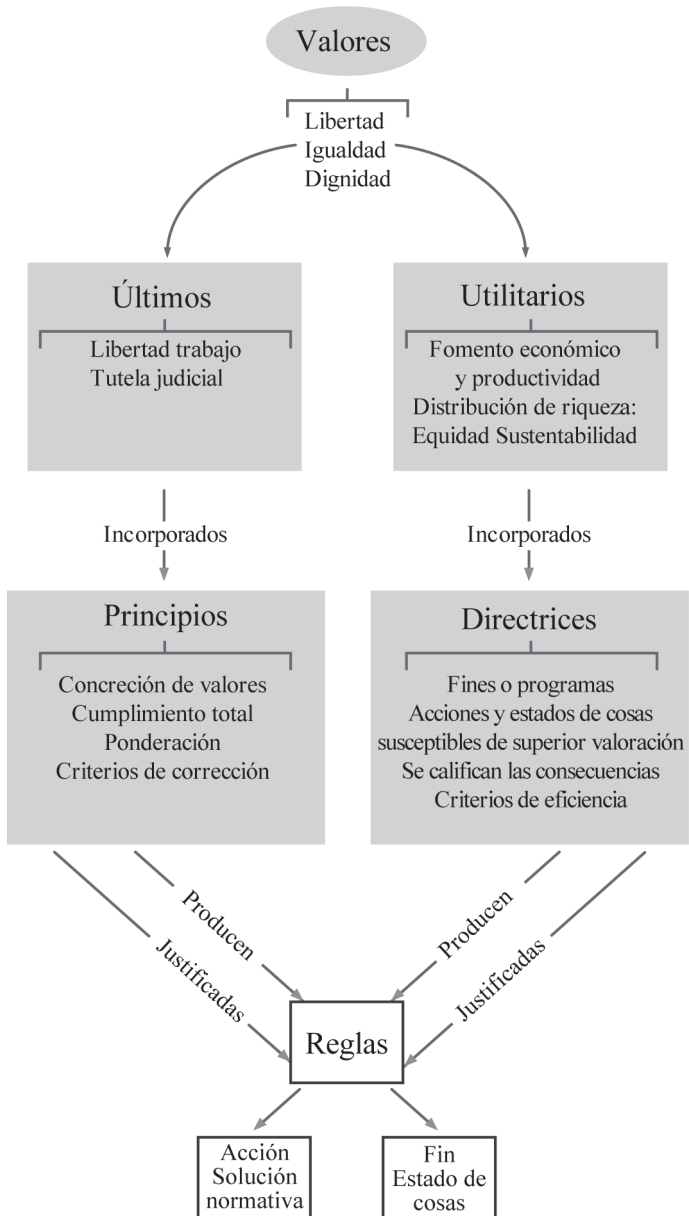 Valores
Libertad
Igualdad
Dignidad
Últimos
Libertad trabajo
Tutela judicial
Utilitarios
Fomento económico
y productividad
Distribución de riqueza:
Equidad Sustentabilidad
Incorporados
Incorporados
Principios
Concreción de valores
Cumplimiento total
Ponderación
Criterios de corrección
Directrices
Fines o programas
Acciones y estados de cosas
susceptibles de superior valoración
Se califican las consecuencias
Criterios de eficiencia
Producen
Justificadas
Producen
Justificadas
Reglas
Acción
Solución
normativa
Fin
Estado de
cosas